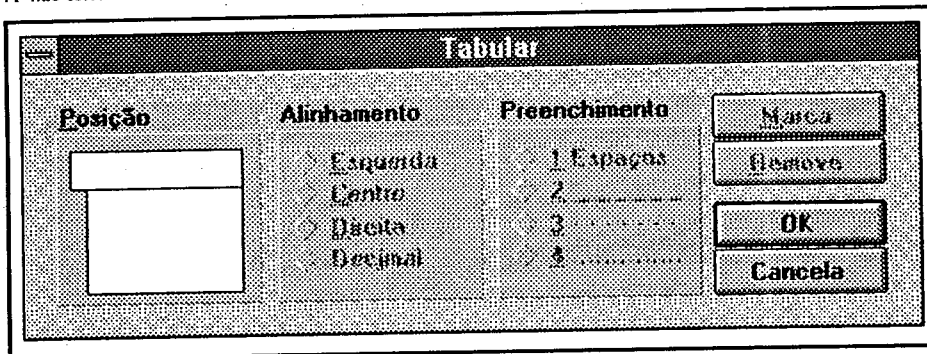 Tabular
Posição
Alinhamento
Esquerda
Centro
Direita
Decimal
Preenchimento
1 Espaços
2 ..............
3 - - - - - -
4 ..............
Marca
Remove
OK
Cancela